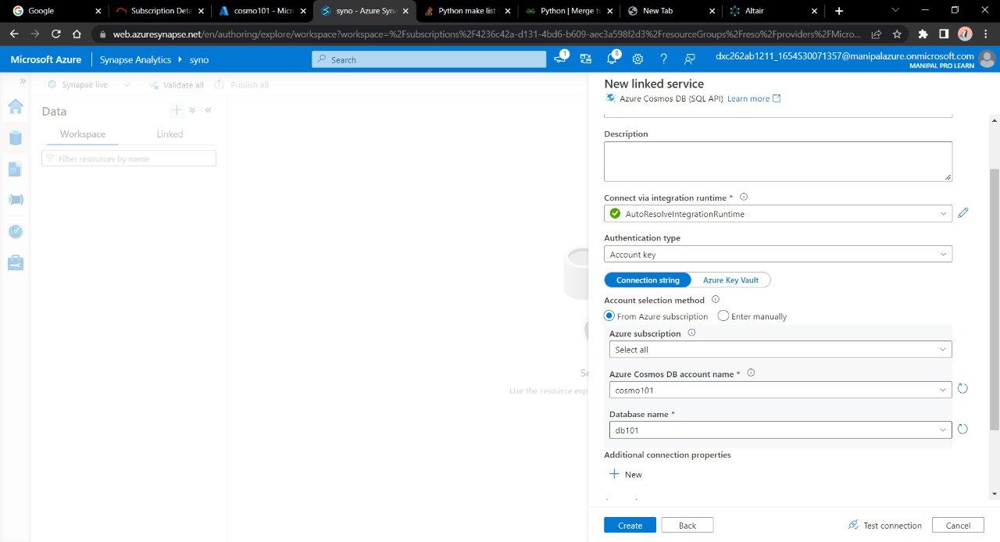 Google
Subscription Deta
cosmo101 - Micro
syno - Azure Syna
Python make list
Python | Merge tw
New Tab
Altair
web.azuresynapse.net/en/authoring/explore/workspace?workspace=%2Fsubscriptions%2F4236c42a-d131-4bd6-b609-aec3a598f2d3%2FresourceGroups%2Freso%2Fproviders%2FMicro...
Microsoft Azure
Synapse Analytics
syno
Search
1
8
dxc262ab1211_1654530071357@manipalazure.onmicrosoft.com
MANIPAL PRO LEARN
Synapse live
Validate all
Publish all
Data
Workspace
Linked
Filter resources by name
Se
Use the resource exp
New linked service
Azure Cosmos DB (SQL API) Learn more
Description
Connect via integration runtime *
AutoResolveIntegrationRuntime
Authentication type
Account key
Connection string
Azure Key Vault
Account selection method
From Azure subscription
Enter manually
Azure subscription
Select all
Azure Cosmos DB account name *
cosmo101
Database name *
db101
Additional connection properties
New
Create
Back
Test connection
Cancel